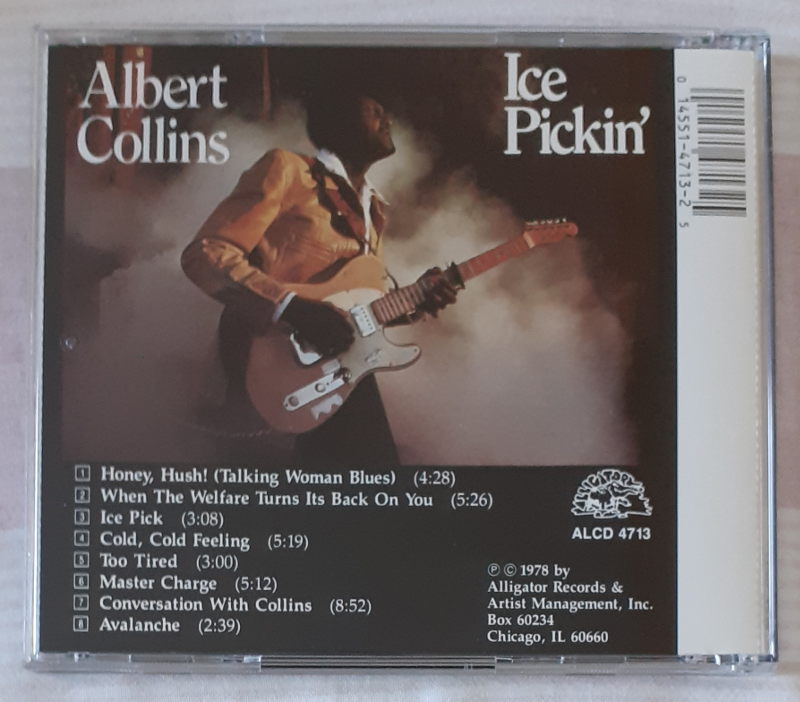 Albert
Collins
Ice
Pickin'
0 14551-4713-2 5
1 Honey, Hush! (Talking Woman Blues) (4:28)
2 When The Welfare Turns Its Back On You (5:26)
3 Ice Pick (3:08)
4 Cold, Cold Feeling (5:19)
5 Too Tired (3:00)
6 Master Charge (5:12)
7 Conversation With Collins (8:52)
8 Avalanche (2:39)
ALLIGATOR
ALCD 4713
Ⓟ © 1978 by
Alligator Records &
Artist Management, Inc.
Box 60234
Chicago, IL 60660